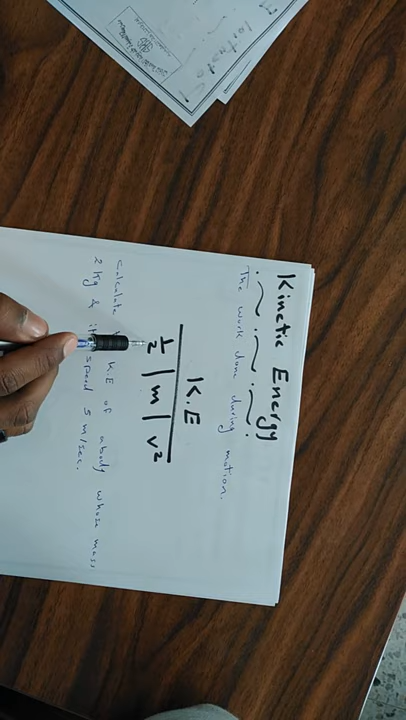 Kinetic Energy
The work done during motion.
K.E
1/2 | m | v²
Calculate K.E of a body whose mass
2 Kg & its speed 5 m/sec.